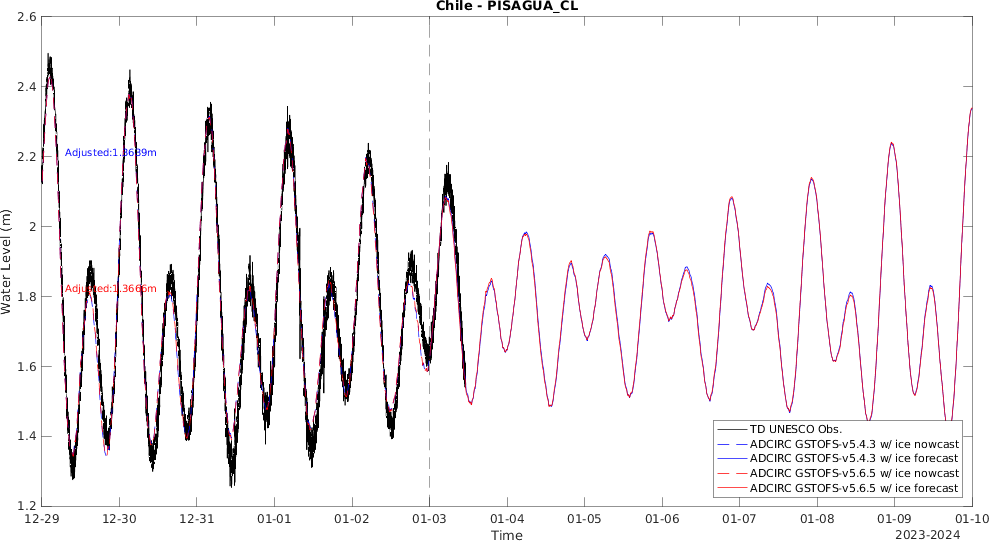 Chile - PISAGUA_CL
Water Level (m)
2.6
2.4
2.2
2
1.8
1.6
1.4
1.2
Adjusted:1.3689m
Adjusted:1.3666m
TD UNESCO Obs.
ADCIRC GSTOFS-v5.4.3 w/ ice nowcast
ADCIRC GSTOFS-v5.4.3 w/ ice forecast
ADCIRC GSTOFS-v5.6.5 w/ ice nowcast
ADCIRC GSTOFS-v5.6.5 w/ ice forecast
12-29 12-30 12-31 01-01 01-02 01-03 01-04 01-05 01-06 01-07 01-08 01-09 01-10
Time
2023-2024